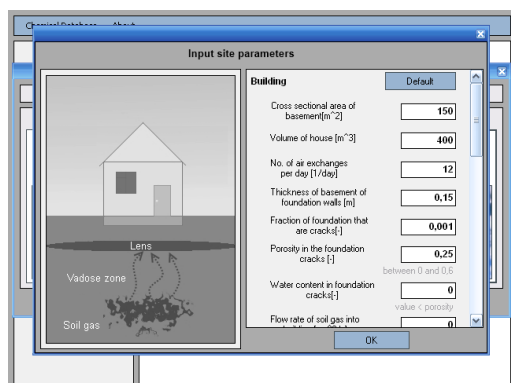 Chemical Database About
Input site parameters
Lens
Vadose zone
Soil gas
Building
Default
Cross sectional area of
basement[m^2]
150
Volume of house [m^3]
400
No. of air exchanges
per day [1/day]
12
Thickness of basement of
foundation walls [m]
0,15
Fraction of foundation that
are cracks[-]
0,001
Porosity in the foundation
cracks [-]
0,25
between 0 and 0,6
Water content in foundation
cracks[-]
0
value < porosity
Flow rate of soil gas into
0
OK